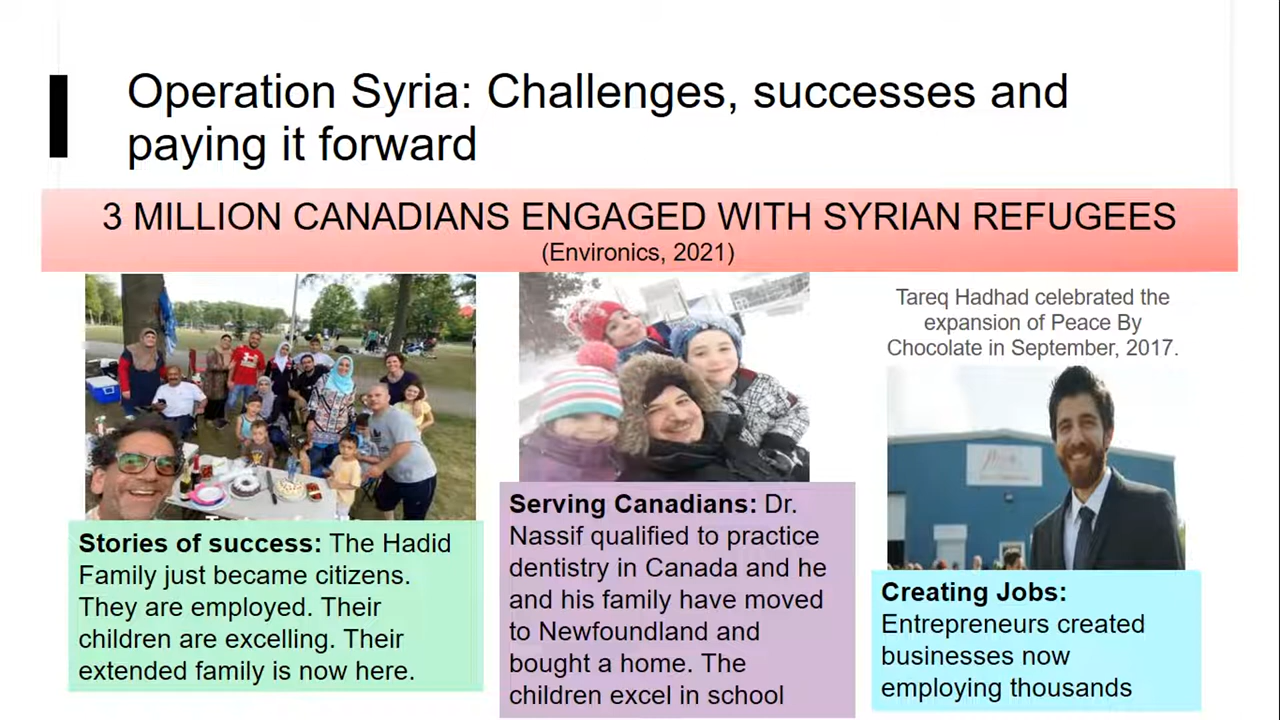 Operation Syria: Challenges, successes and
paying it forward
3 MILLION CANADIANS ENGAGED WITH SYRIAN REFUGEES
(Environics, 2021)
Tareq Hadhad celebrated the
expansion of Peace By
Chocolate in September, 2017.
Stories of success: The Hadid
Family just became citizens.
They are employed. Their
children are excelling. Their
extended family is now here.
Serving Canadians: Dr.
Nassif qualified to practice
dentistry in Canada and he
and his family have moved
to Newfoundland and
bought a home. The
children excel in school
Creating Jobs:
Entrepreneurs created
businesses now
employing thousands